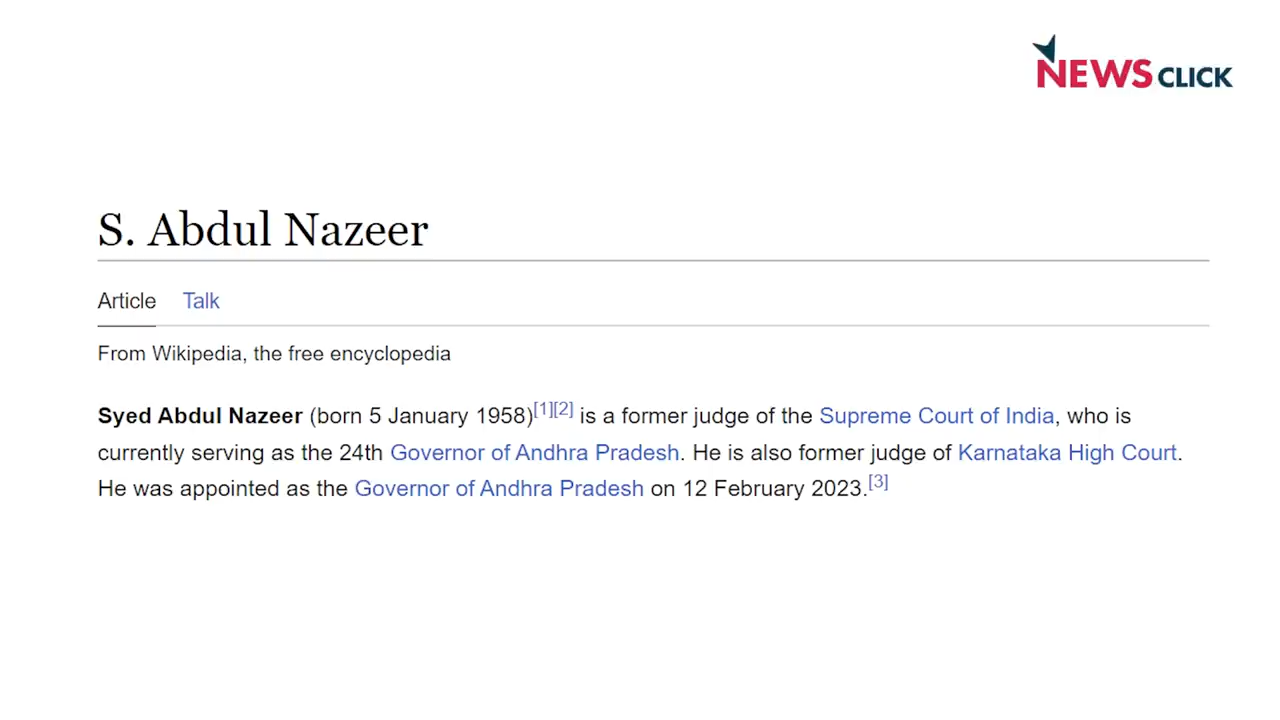 NEWS CLICK
S. Abdul Nazeer
Article Talk
From Wikipedia, the free encyclopedia
Syed Abdul Nazeer (born 5 January 1958)[1][2] is a former judge of the Supreme Court of India, who is
currently serving as the 24th Governor of Andhra Pradesh. He is also former judge of Karnataka High Court.
He was appointed as the Governor of Andhra Pradesh on 12 February 2023.[3]